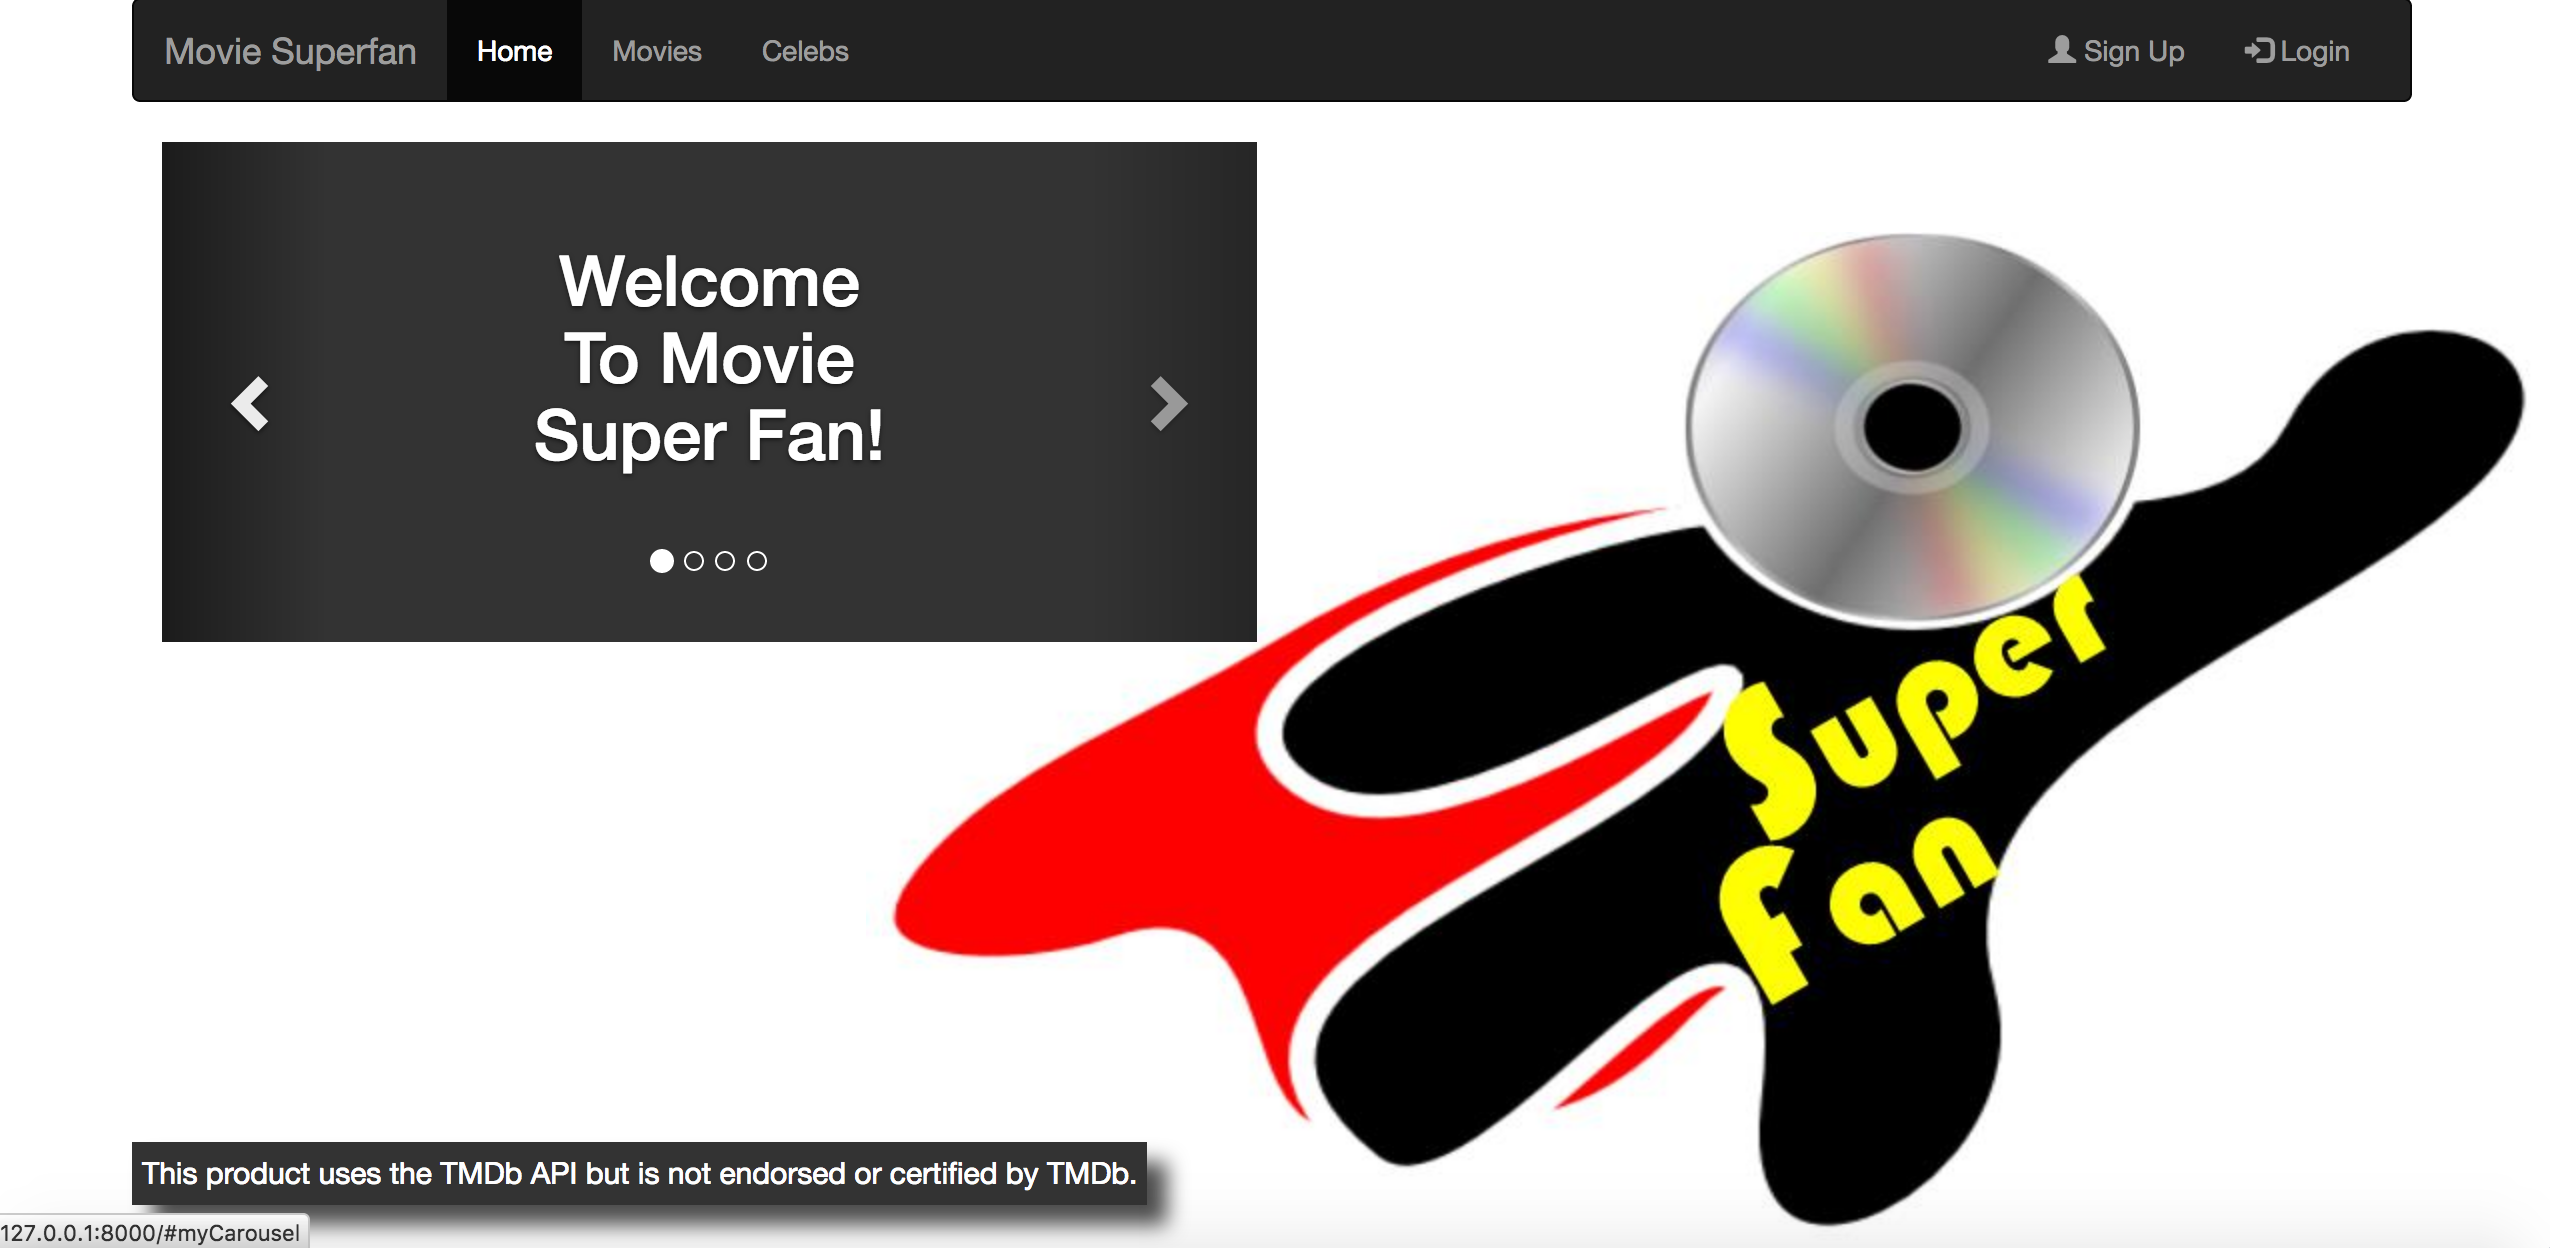 Movie Superfan Home Movies Celebs Sign Up Login
Welcome
To Movie
Super Fan!
Super
Fan
This product uses the TMDb API but is not endorsed or certified by TMDb.
127.0.0.1:8000/#myCarousel